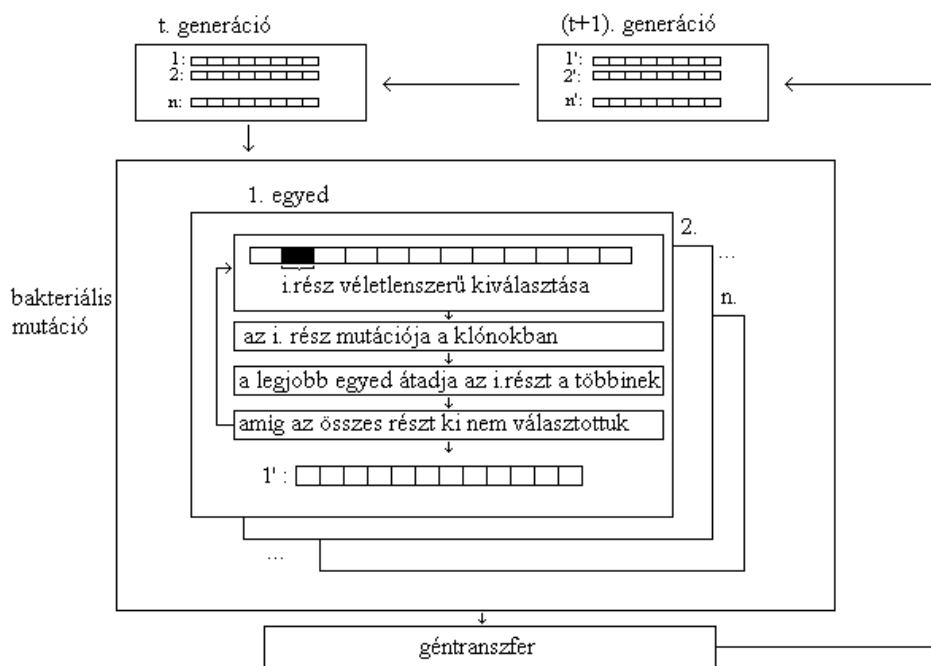 t. generáció
(t+1). generáció
1:
2:
n:
1':
2':
n':
1. egyed
2.
...
n.
i.rész véletlenszerű kiválasztása
bakteriális
mutáció
az i. rész mutációja a klónokban
a legjobb egyed átadja az i.részt a többinek
amig az összes részt ki nem választottuk
1' :
...
géntranszfer